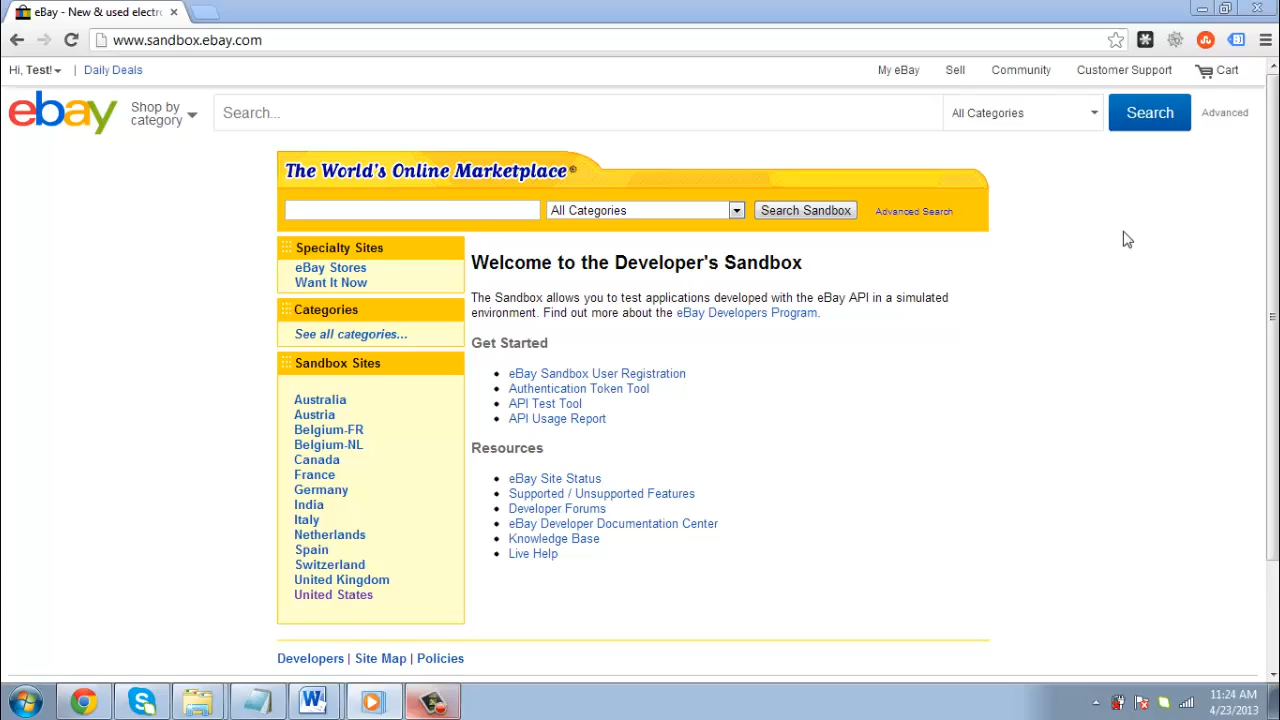 eBay - New & used electr
www.sandbox.ebay.com
Hi, Test! | Daily Deals
My eBay Sell Community Customer Support Cart
ebay
Shop by
category
Search...
All Categories
Search
Advanced
The World's Online Marketplace®
All Categories
Search Sandbox
Advanced Search
Specialty Sites
eBay Stores
Want It Now
Categories
See all categories...
Sandbox Sites
Australia
Austria
Belgium-FR
Belgium-NL
Canada
France
Germany
India
Italy
Netherlands
Spain
Switzerland
United Kingdom
United States
Welcome to the Developer's Sandbox
The Sandbox allows you to test applications developed with the eBay API in a simulated
environment. Find out more about the eBay Developers Program.
Get Started
eBay Sandbox User Registration
Authentication Token Tool
API Test Tool
API Usage Report
Resources
eBay Site Status
Supported / Unsupported Features
Developer Forums
eBay Developer Documentation Center
Knowledge Base
Live Help
Developers | Site Map | Policies
11:24 AM
4/23/2013